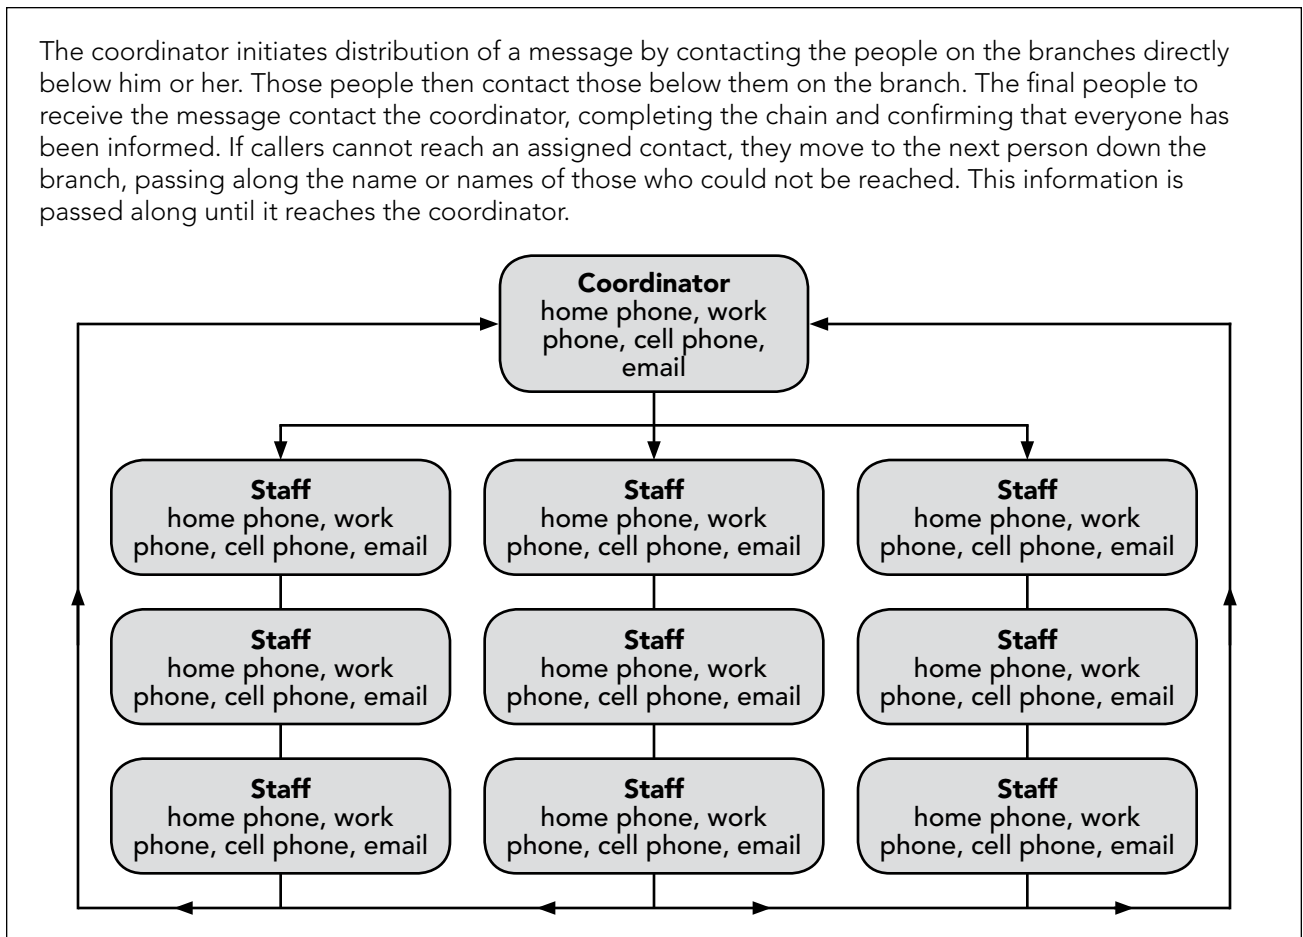 The coordinator initiates distribution of a message by contacting the people on the branches directly
below him or her. Those people then contact those below them on the branch. The final people to
receive the message contact the coordinator, completing the chain and confirming that everyone has
been informed. If callers cannot reach an assigned contact, they move to the next person down the
branch, passing along the name or names of those who could not be reached. This information is
passed along until it reaches the coordinator.
Coordinator
home phone, work
phone, cell phone,
email
Staff
home phone, work
phone, cell phone, email
Staff
home phone, work
phone, cell phone, email
Staff
home phone, work
phone, cell phone, email
Staff
home phone, work
phone, cell phone, email
Staff
home phone, work
phone, cell phone, email
Staff
home phone, work
phone, cell phone, email
Staff
home phone, work
phone, cell phone, email
Staff
home phone, work
phone, cell phone, email
Staff
home phone, work
phone, cell phone, email